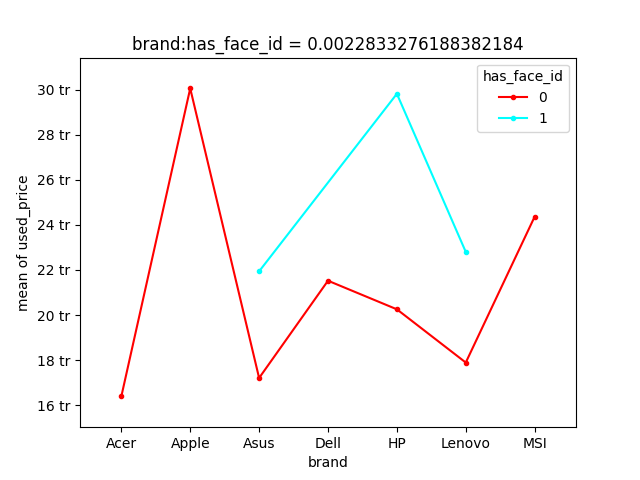 brand:has_face_id = 0.0022833276188382184
has_face_id
0
1
mean of used_price
30 tr
28 tr
26 tr
24 tr
22 tr
20 tr
18 tr
16 tr
Acer Apple Asus Dell HP Lenovo MSI
brand